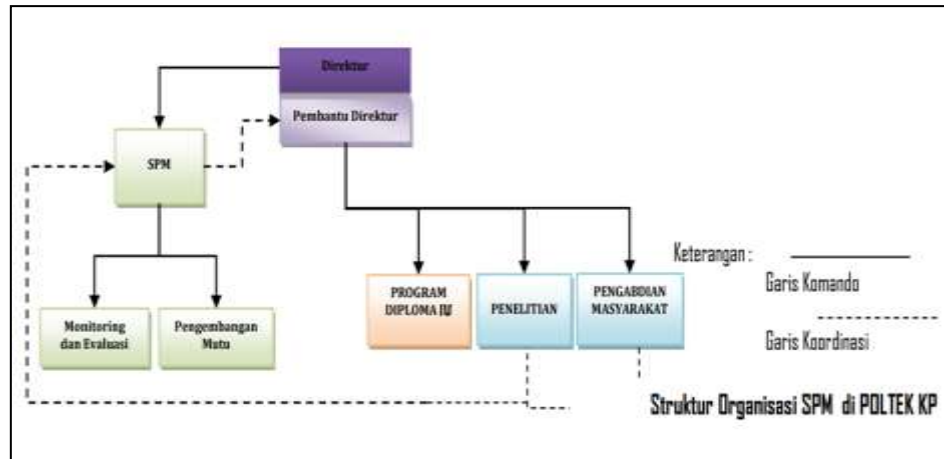 Direktur
Pembantu Direktur
SPM
Monitoring
dan Evaluasi
Pengembangan
Mutu
PROGRAM
DIPLOMA
PENELITIAN
PENGABDIAN
MASYARAKAT
Keterangan :
Garis Komando
Garis Koordinasi
Struktur Organisasi SPM di POLTEK KP